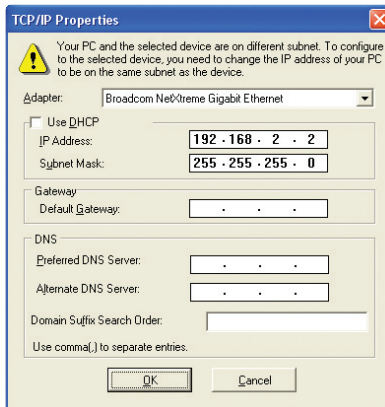 TCP/IP Properties
Your PC and the selected device are on different subnet. To configure
to the selected device, you need to change the IP address of your PC
to be on the same subnet as the device.
Adapter: Broadcom NetXtreme Gigabit Ethernet
Use DHCP
IP Address: 192 . 168 . 2 . 2
Subnet Mask: 255 . 255 . 255 . 0
Gateway
Default Gateway: . . .
DNS
Preferred DNS Server: . . .
Alternate DNS Server: . . .
Domain Suffix Search Order:
Use comma(,) to separate entries.
OK Cancel